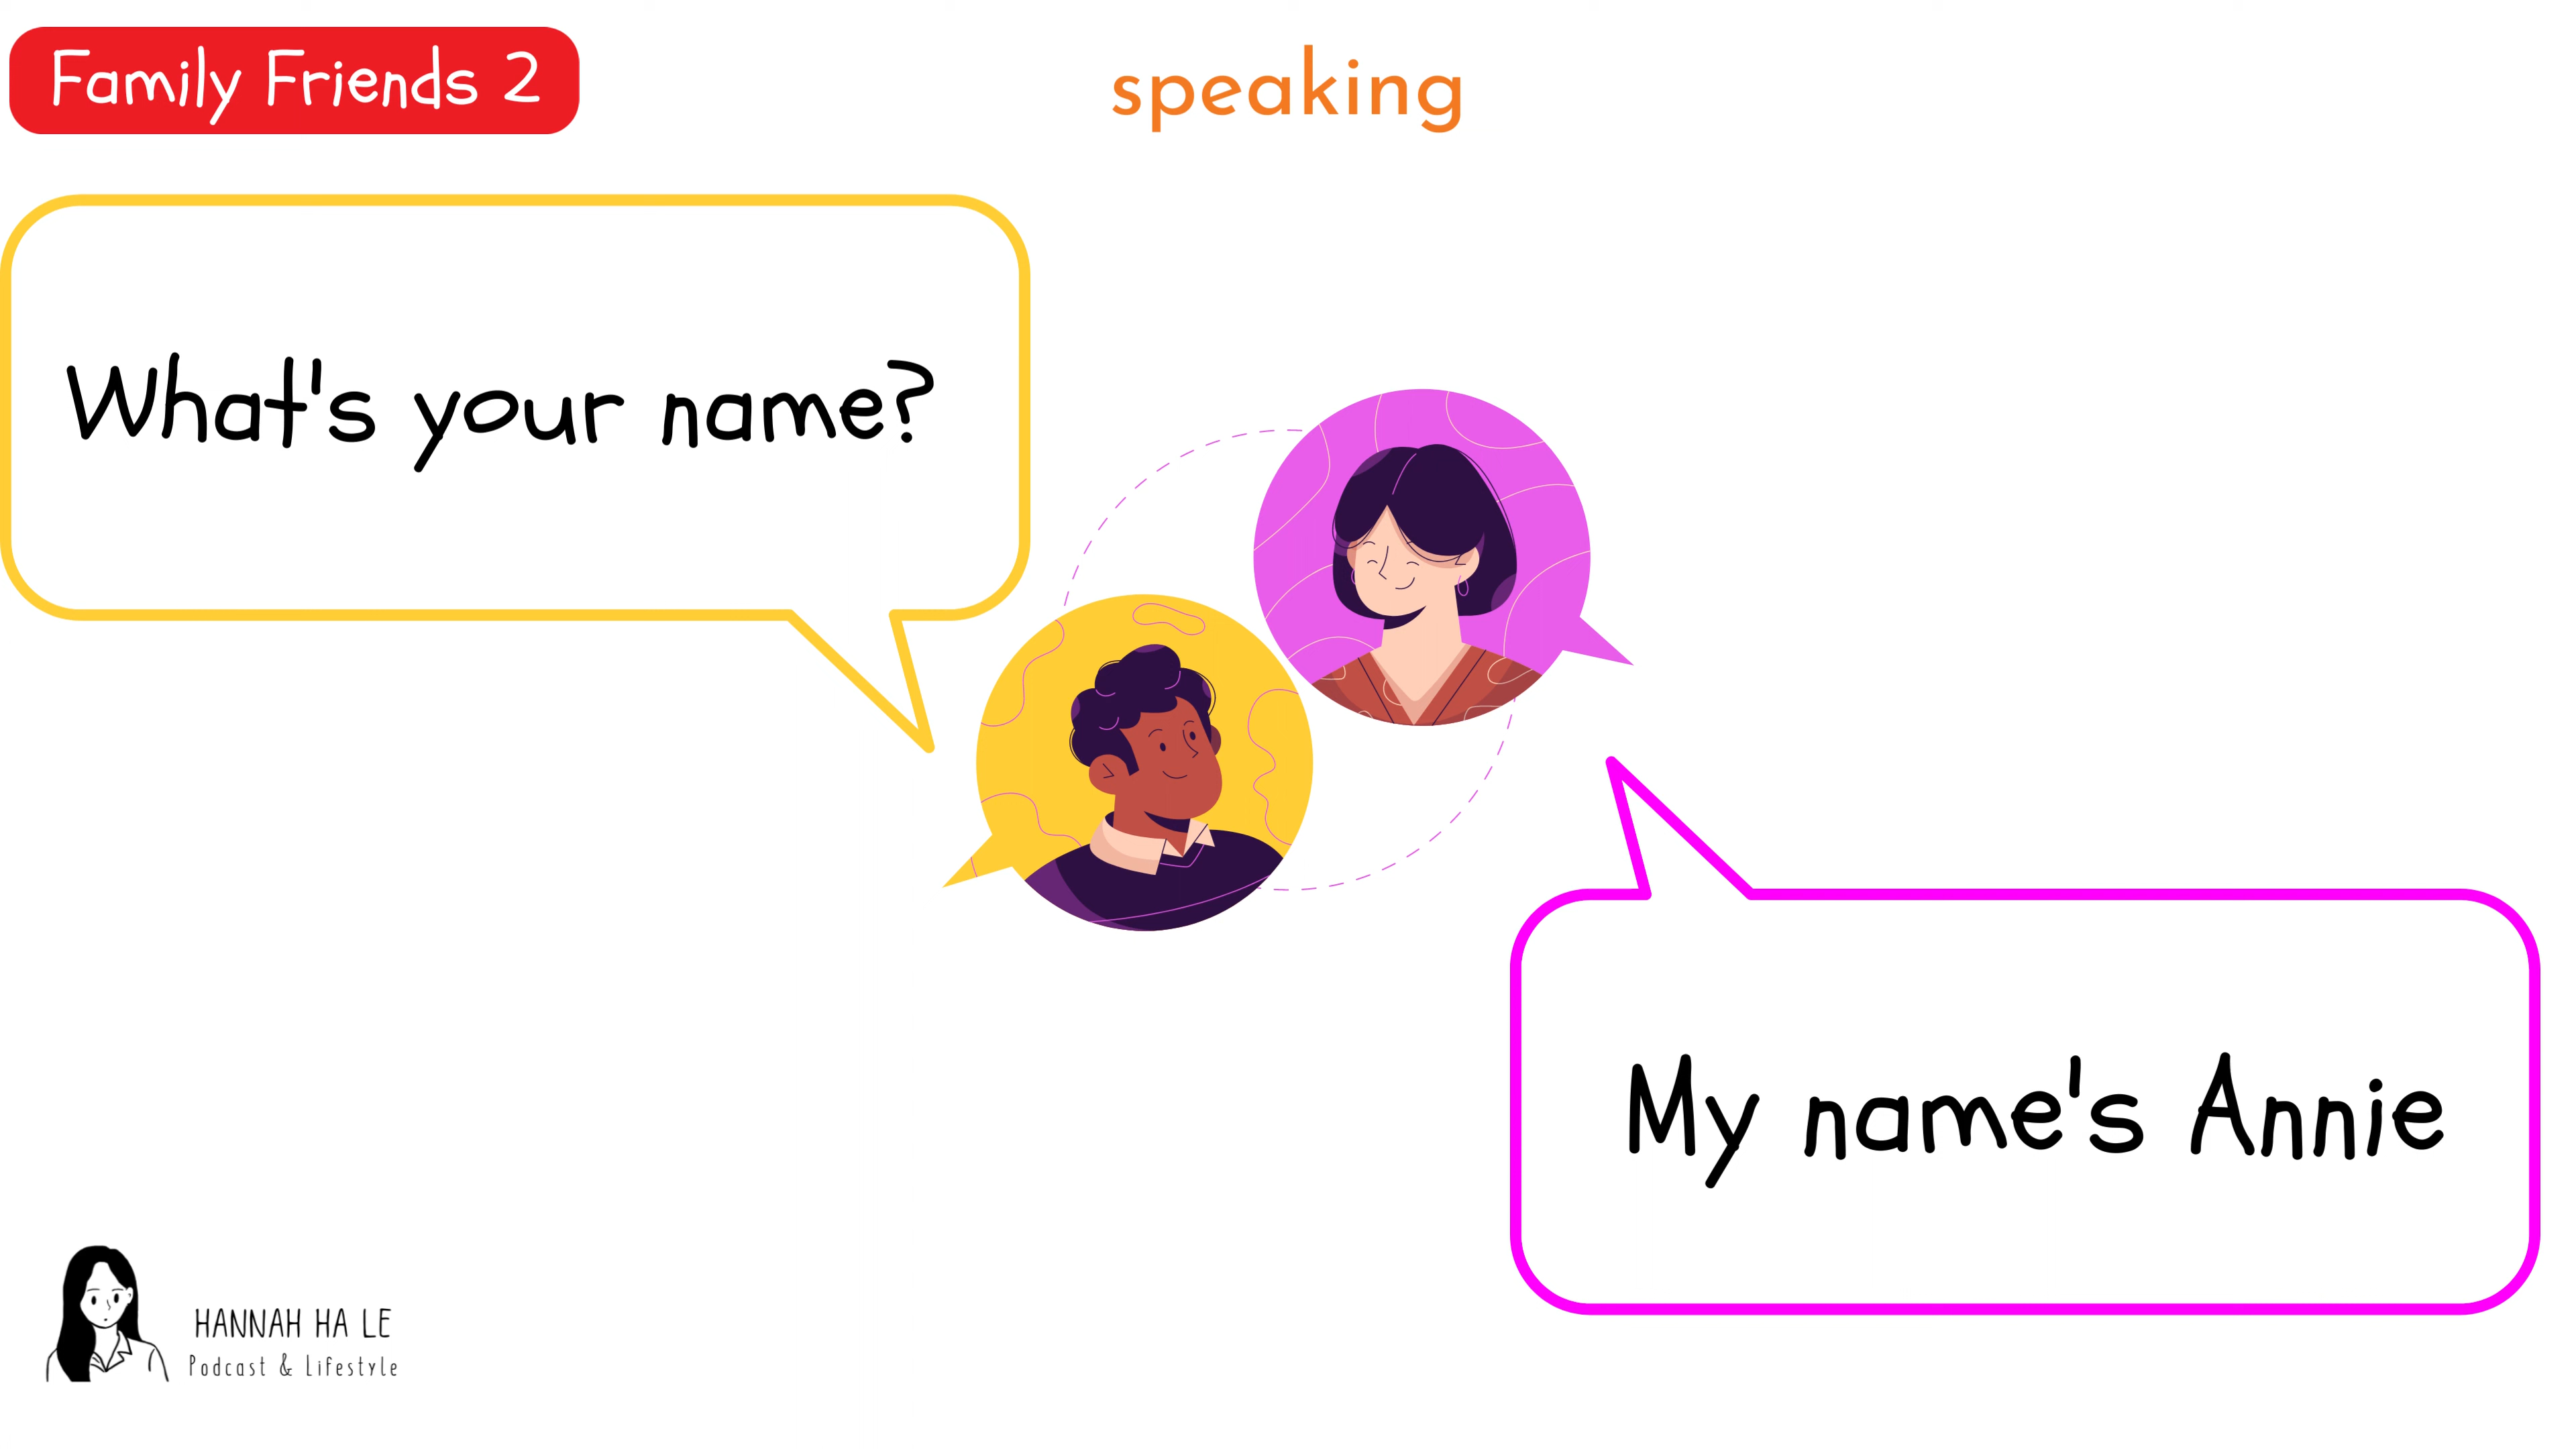 Family Friends 2
speaking
What's your name?
My name's Annie
HANNAH HA LE
Podcast & Lifestyle